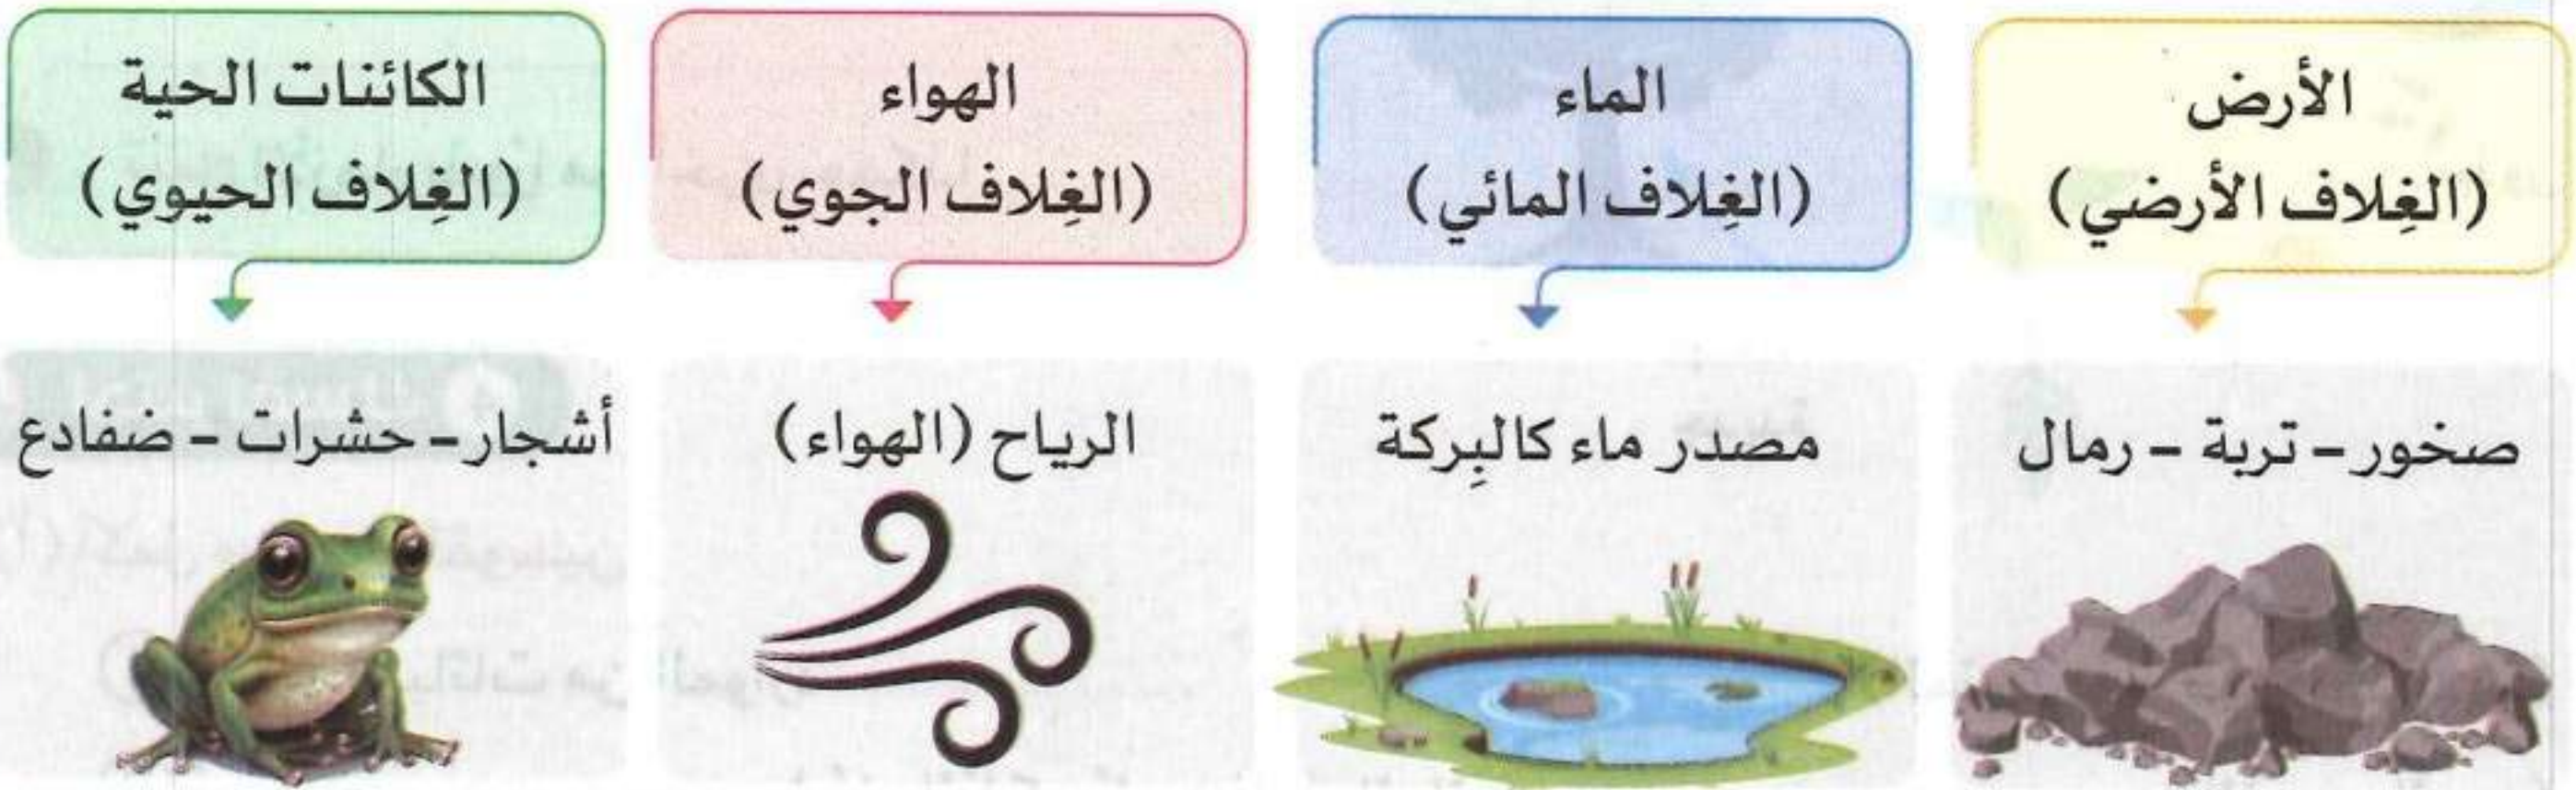 الأرض
(الغِلاف الأرضي)
صخور - تربة - رمال
الماء
(الغِلاف المائي)
مصدر ماء كالبِركة
الهواء
(الغِلاف الجوي)
الرياح (الهواء)
الكائنات الحية
(الغِلاف الحيوي)
أشجار - حشرات - ضفادع